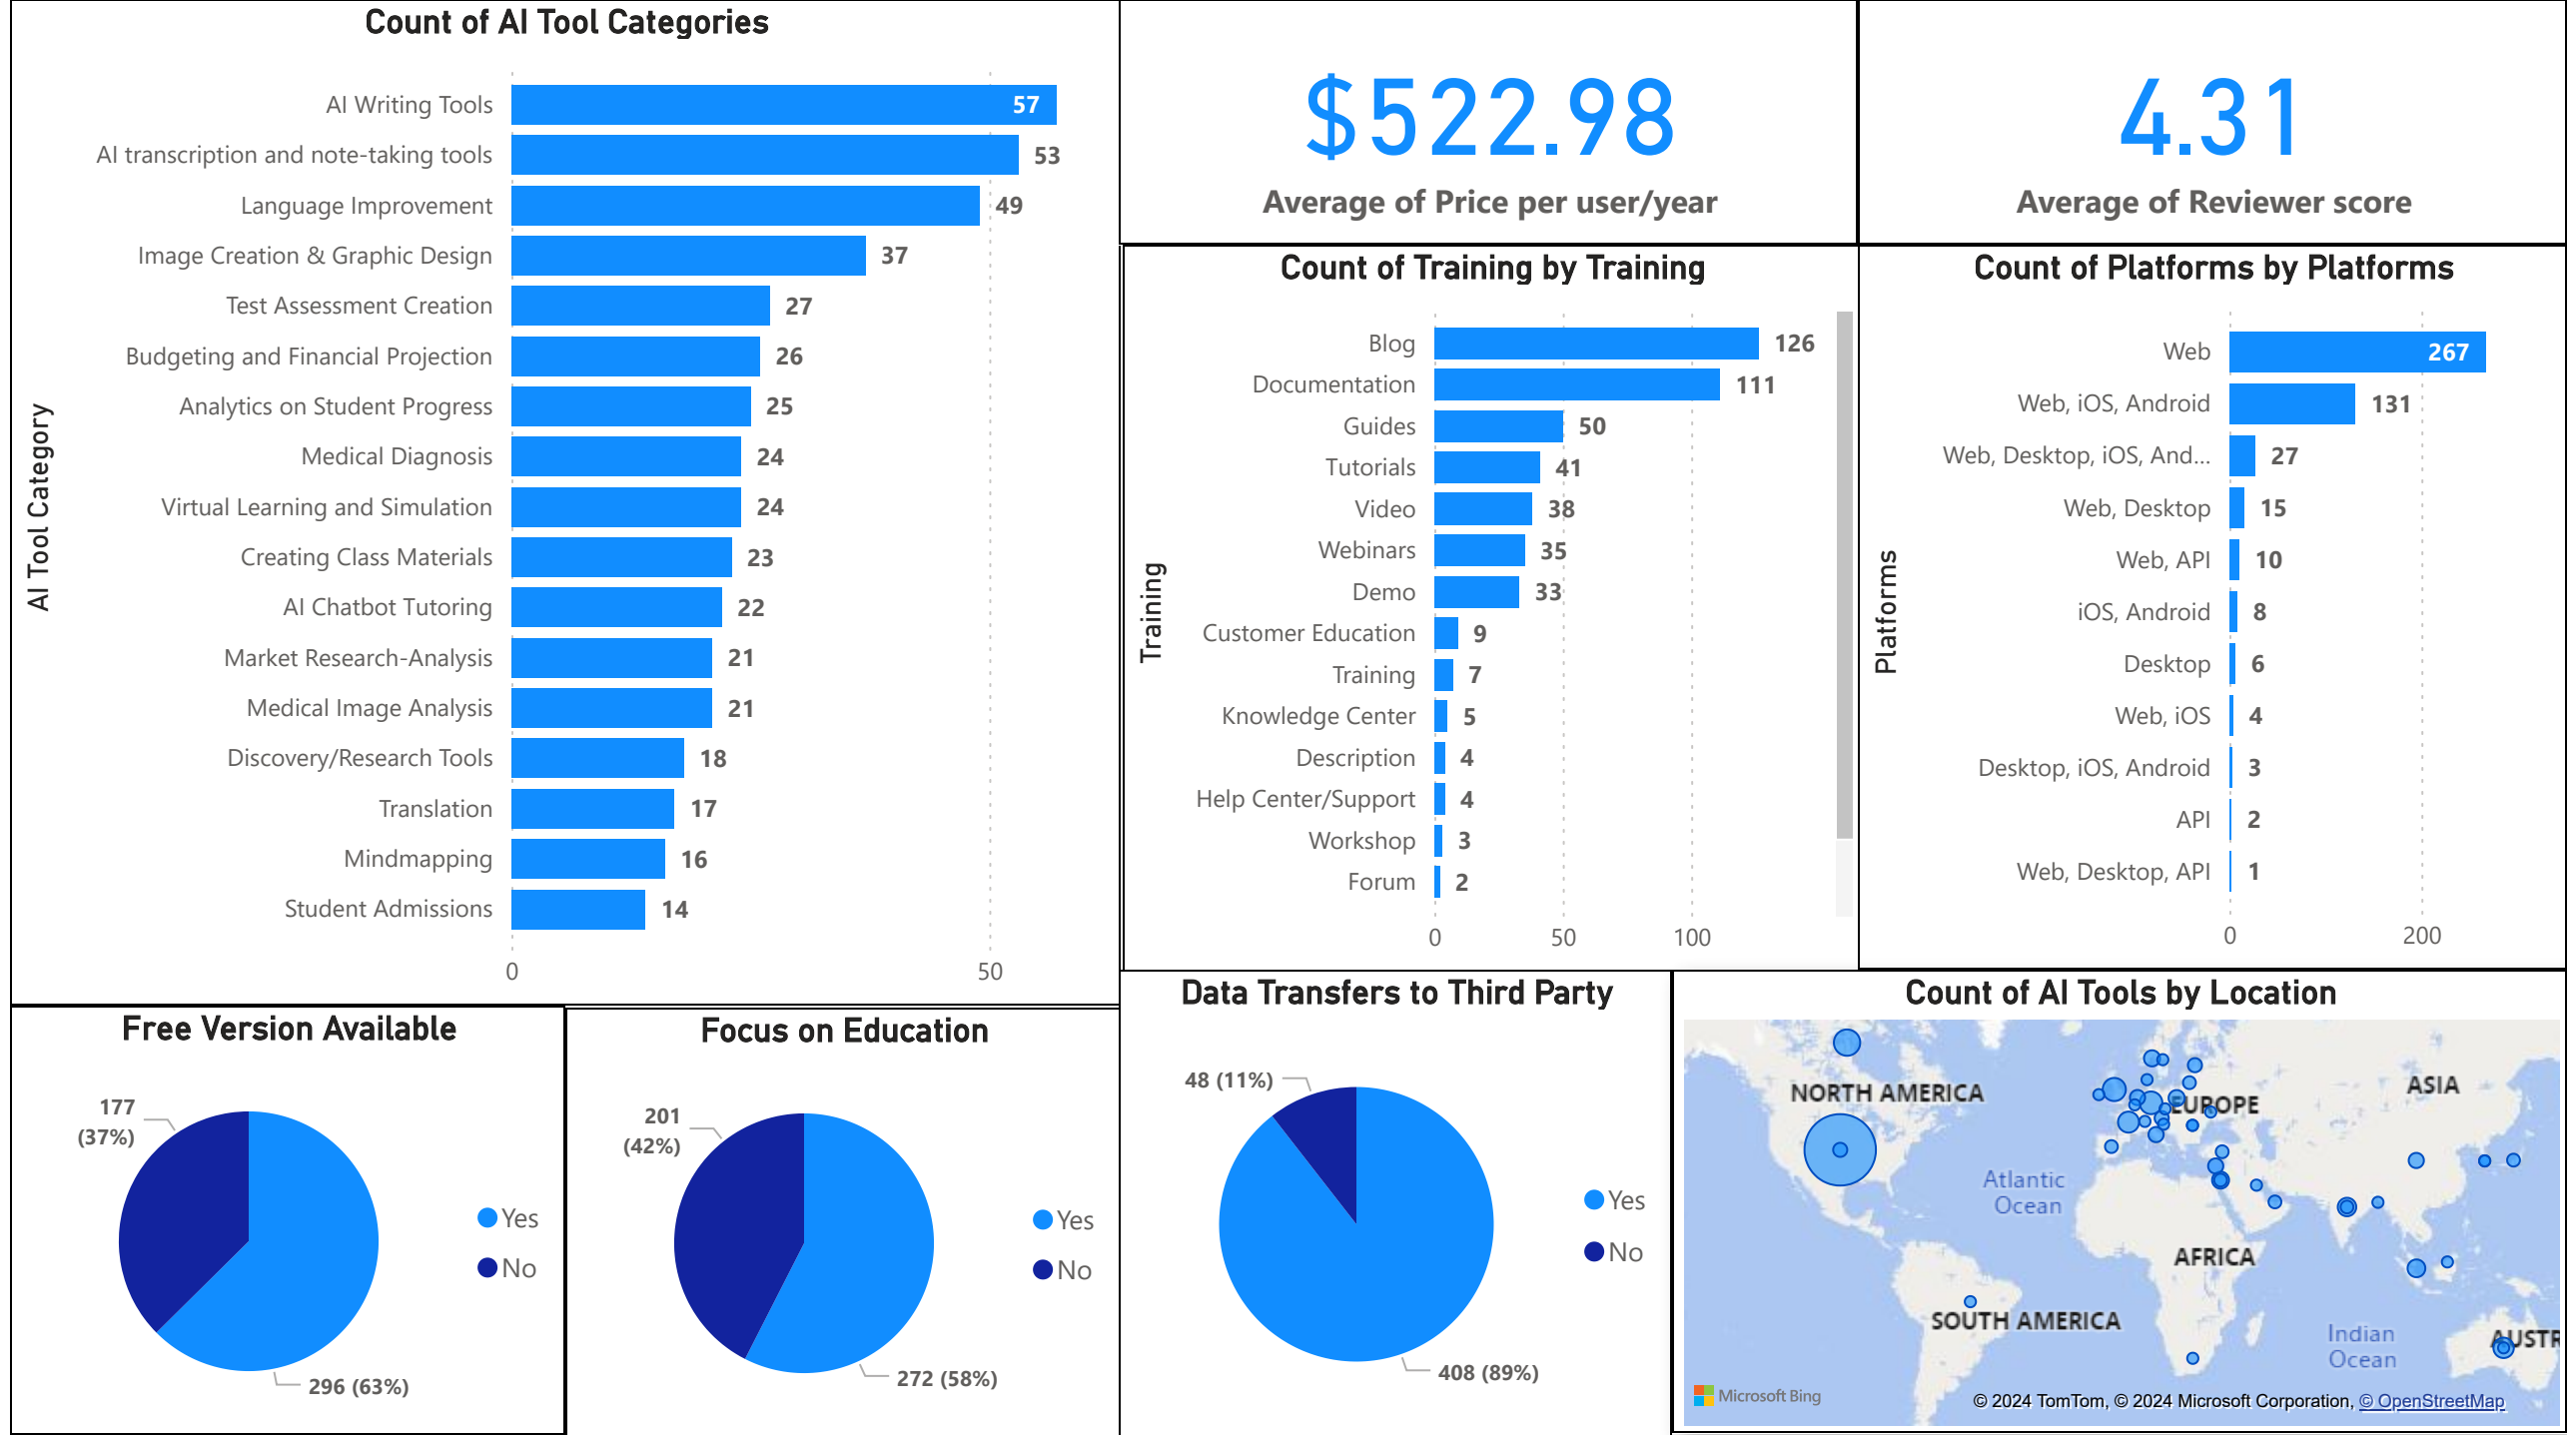 Count of AI Tool Categories
AI Tool Category
AI Writing Tools 57
AI transcription and note-taking tools 53
Language Improvement 49
Image Creation & Graphic Design 37
Test Assessment Creation 27
Budgeting and Financial Projection 26
Analytics on Student Progress 25
Medical Diagnosis 24
Virtual Learning and Simulation 24
Creating Class Materials 23
AI Chatbot Tutoring 22
Market Research-Analysis 21
Medical Image Analysis 21
Discovery/Research Tools 18
Translation 17
Mindmapping 16
Student Admissions 14
0 50
$522.98
Average of Price per user/year
4.31
Average of Reviewer score
Count of Training by Training
Training
Blog 126
Documentation 111
Guides 50
Tutorials 41
Video 38
Webinars 35
Demo 33
Customer Education 9
Training 7
Knowledge Center 5
Description 4
Help Center/Support 4
Workshop 3
Forum 2
0 50 100
Count of Platforms by Platforms
Platforms
Web 267
Web, iOS, Android 131
Web, Desktop, iOS, And... 27
Web, Desktop 15
Web, API 10
iOS, Android 8
Desktop 6
Web, iOS 4
Desktop, iOS, Android 3
API 2
Web, Desktop, API 1
0 200
Free Version Available
177
(37%)
296 (63%)
Yes
No
Focus on Education
201
(42%)
272 (58%)
Yes
No
Data Transfers to Third Party
48 (11%)
408 (89%)
Yes
No
Count of AI Tools by Location
NORTH AMERICA
EUROPE
ASIA
Atlantic
Ocean
AFRICA
SOUTH AMERICA
Indian
Ocean
AUSTR
Microsoft Bing
© 2024 TomTom, © 2024 Microsoft Corporation, © OpenStreetMap